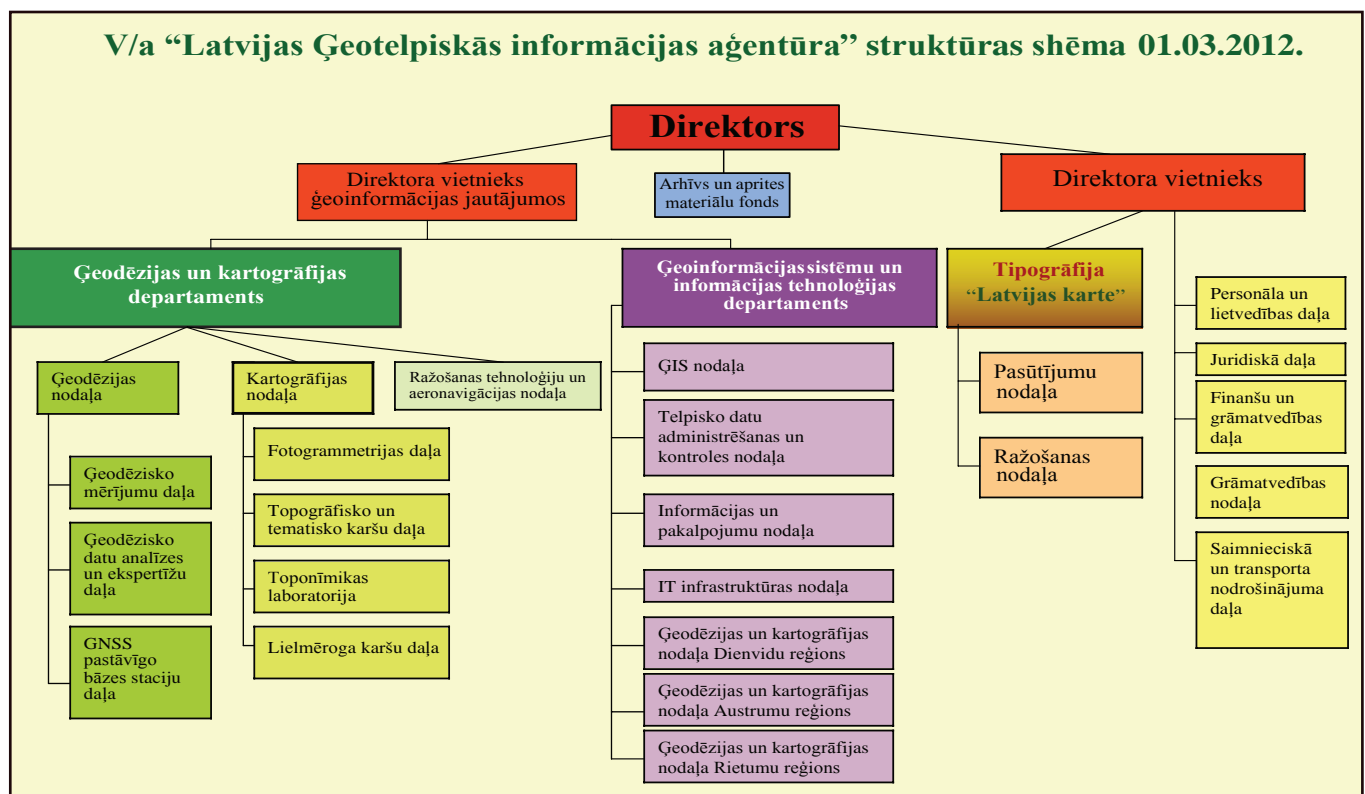 V/a “Latvijas Ģeotelpiskās informācijas aģentūra” struktūras shēma 01.03.2012.
Direktors
Direktora vietnieks
ģeoinformācijas jautājumos
Arhīvs un aprites
materiālu fonds
Direktora vietnieks
Ģeodēzijas un kartogrāfijas
departaments
Ģeoinformācijas sistēmu un
informācijas tehnoloģijas
departaments
Tipogrāfija
“Latvijas karte”
Ģeodēzijas
nodaļa
Ģeodēzisko
mērījumu daļa
Ģeodēzisko
datu analīzes
un ekspertīžu
daļa
GNSS
pastāvīgo
bāzes staciju
daļa
Kartogrāfijas
nodaļa
Fotogrammetrijas daļa
Topogrāfisko un
tematisko karšu daļa
Toponīmikas
laboratorija
Lielmēroga karšu daļa
Ražošanas tehnoloģiju un
aeronavigācijas nodaļa
ĢIS nodaļa
Telpisko datu
administrēšanas un
kontroles nodaļa
Informācijas un
pakalpojumu nodaļa
IT infrastruktūras nodaļa
Ģeodēzijas un kartogrāfijas
nodaļa Dienvidu reģions
Ģeodēzijas un kartogrāfijas
nodaļa Austrumu reģions
Ģeodēzijas un kartogrāfijas
nodaļa Rietumu reģions
Pasūtījumu
nodaļa
Ražošanas
nodaļa
Personāla un
lietvedības daļa
Juridiskā daļa
Finanšu un
grāmatvedības
daļa
Grāmatvedības
nodaļa
Saimnieciskā
un transporta
nodrošinājuma
daļa